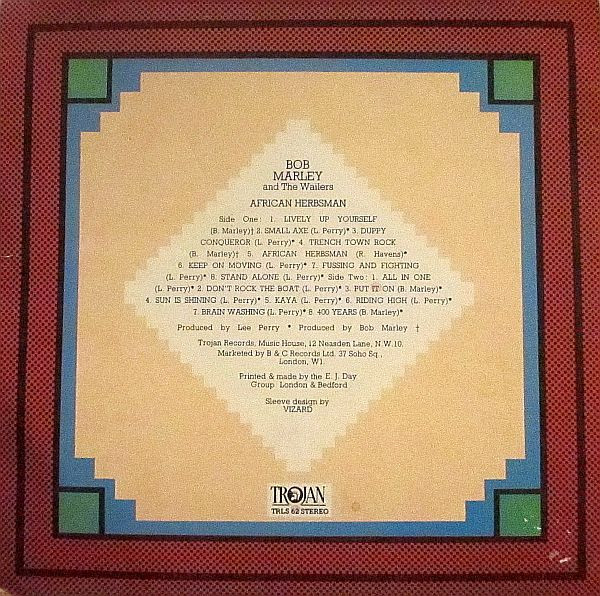 BOB
MARLEY
and The Wailers
AFRICAN HERBSMAN
Side One: 1. LIVELY UP YOURSELF
(B. Marley)† 2. SMALL AXE (L. Perry)* 3. DUPPY
CONQUEROR (L. Perry)* 4. TRENCH TOWN ROCK
(B. Marley)† 5. AFRICAN HERBSMAN (R. Havens)*
6. KEEP ON MOVING (L. Perry)* 7. FUSSING AND FIGHTING
(L. Perry)* 8. STAND ALONE (L. Perry)* Side Two: 1. ALL IN ONE
(L. Perry)* 2. DON'T ROCK THE BOAT (L. Perry)* 3. PUT IT ON (B. Marley)*
4. SUN IS SHINING (L. Perry)* 5. KAYA (L. Perry)* 6. RIDING HIGH (L. Perry)*
7. BRAIN WASHING (L. Perry)* 8. 400 YEARS (B. Marley)*
Produced by Lee Perry * Produced by Bob Marley †
Trojan Records, Music House, 12 Neasden Lane, N.W.10.
Marketed by B & C Records Ltd. 37 Soho Sq.,
London, W1
Printed & made by the E. J. Day
Group London & Bedford
Sleeve design by
VIZARD
TROJAN
TRLS 62 STEREO